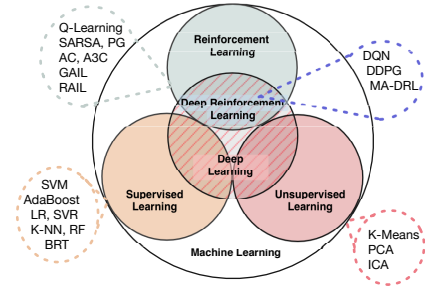 Q-Learning
SARSA, PG
AC, A3C
GAIL
RAIL
Reinforcement
Learning
DQN
DDPG
MA-DRL
Deep Reinforcement
Learning
Deep
Learning
SVM
AdaBoost
LR, SVR
K-NN, RF
BRT
Supervised
Learning
Unsupervised
Learning
K-Means
PCA
ICA
Machine Learning